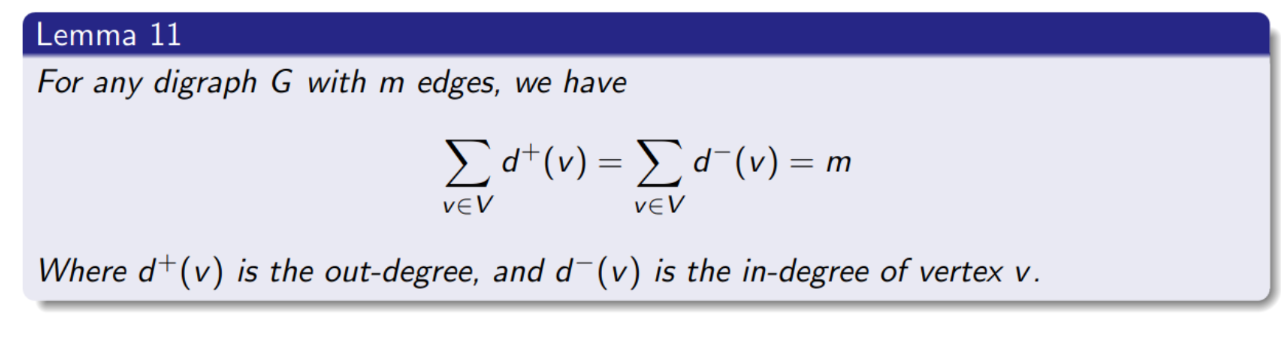 Lemma 11
For any digraph G with m edges, we have
∑_{v∈V} d⁺(v) = ∑_{v∈V} d⁻(v) = m
Where d⁺(v) is the out-degree, and d⁻(v) is the in-degree of vertex v.